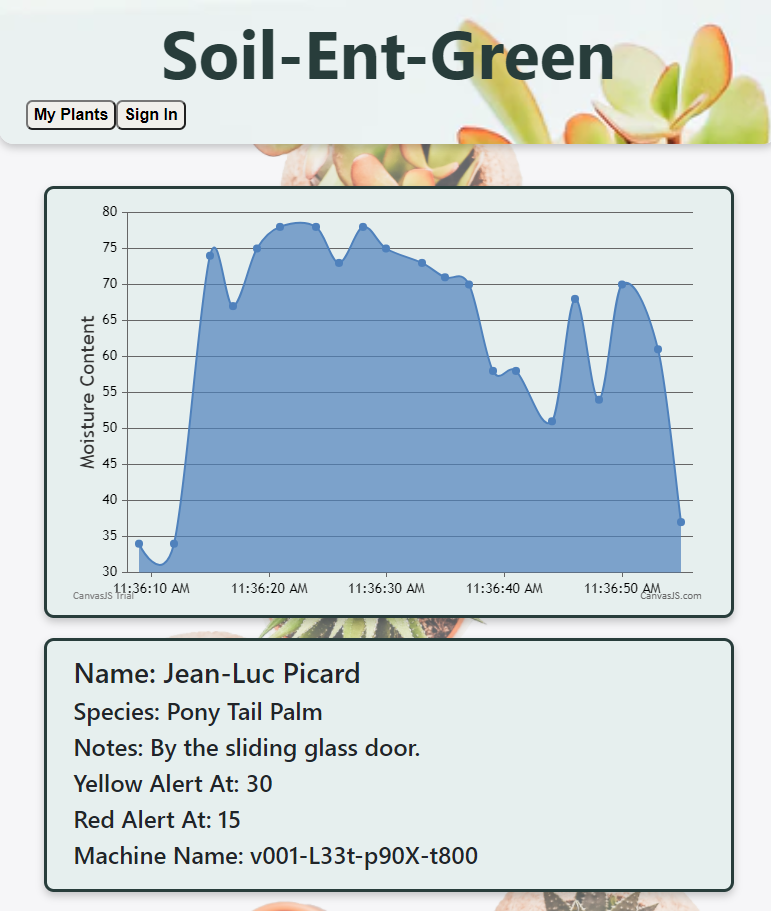 Soil-Ent-Green
My Plants Sign In
80
75
70
65
60
55
50
45
40
35
30
Moisture Content
11:36:10 AM 11:36:20 AM 11:36:30 AM 11:36:40 AM 11:36:50 AM
CanvasJS Trial CanvasJS.com
Name: Jean-Luc Picard
Species: Pony Tail Palm
Notes: By the sliding glass door.
Yellow Alert At: 30
Red Alert At: 15
Machine Name: v001-L33t-p90X-t800